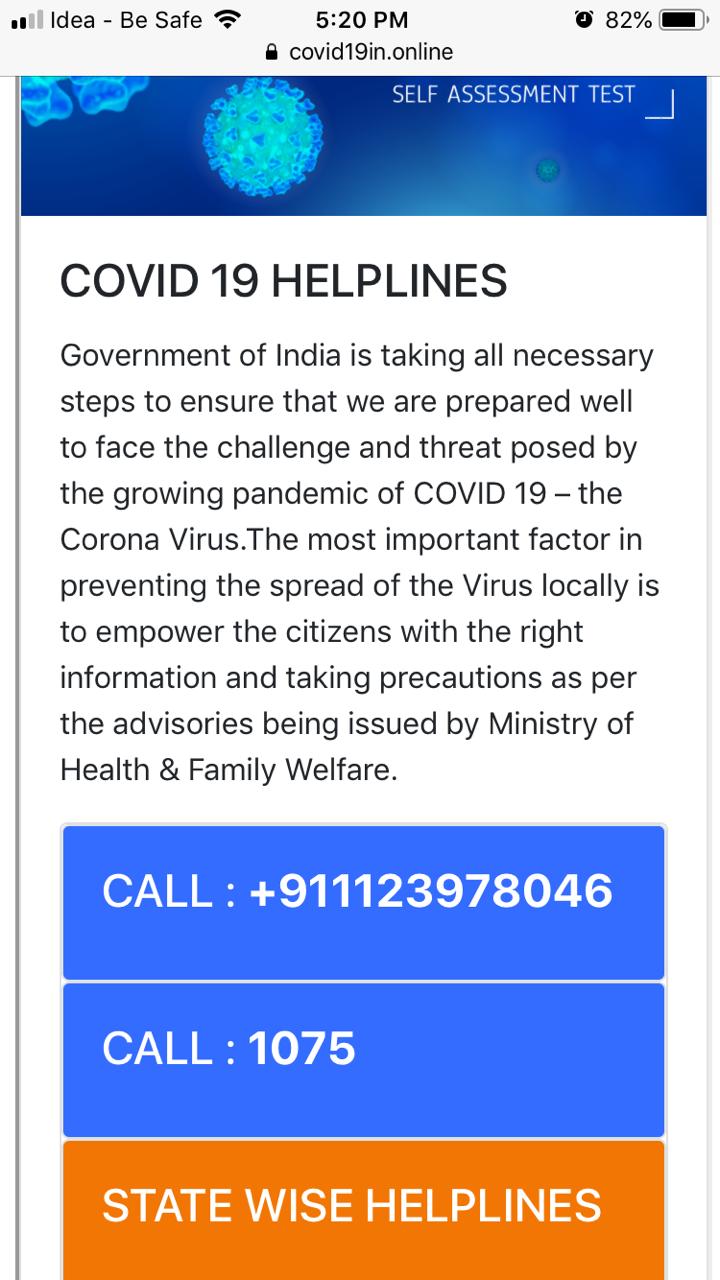 Idea - Be Safe 5:20 PM 82%
covid19in.online
SELF ASSESSMENT TEST
COVID 19 HELPLINES
Government of India is taking all necessary
steps to ensure that we are prepared well
to face the challenge and threat posed by
the growing pandemic of COVID 19 – the
Corona Virus.The most important factor in
preventing the spread of the Virus locally is
to empower the citizens with the right
information and taking precautions as per
the advisories being issued by Ministry of
Health & Family Welfare.
CALL : +911123978046
CALL : 1075
STATE WISE HELPLINES